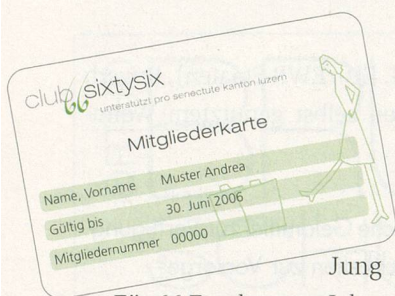 club 66 sixtysix
unterstützt pro senectute kanton luzern
Mitgliederkarte
Name, Vorname Muster Andrea
Gültig bis 30. Juni 2006
Mitgliedernummer 00000
Jung